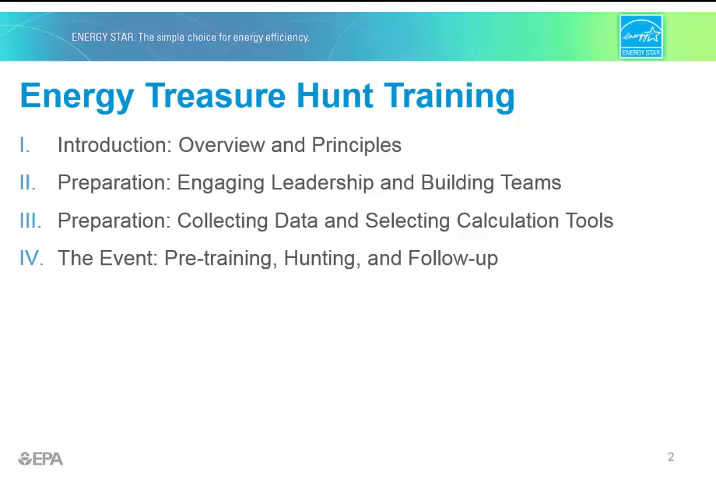 ENERGY STAR. The simple choice for energy efficiency.
energy
ENERGY STAR
Energy Treasure Hunt Training
I. Introduction: Overview and Principles
II. Preparation: Engaging Leadership and Building Teams
III. Preparation: Collecting Data and Selecting Calculation Tools
IV. The Event: Pre-training, Hunting, and Follow-up
EPA
2